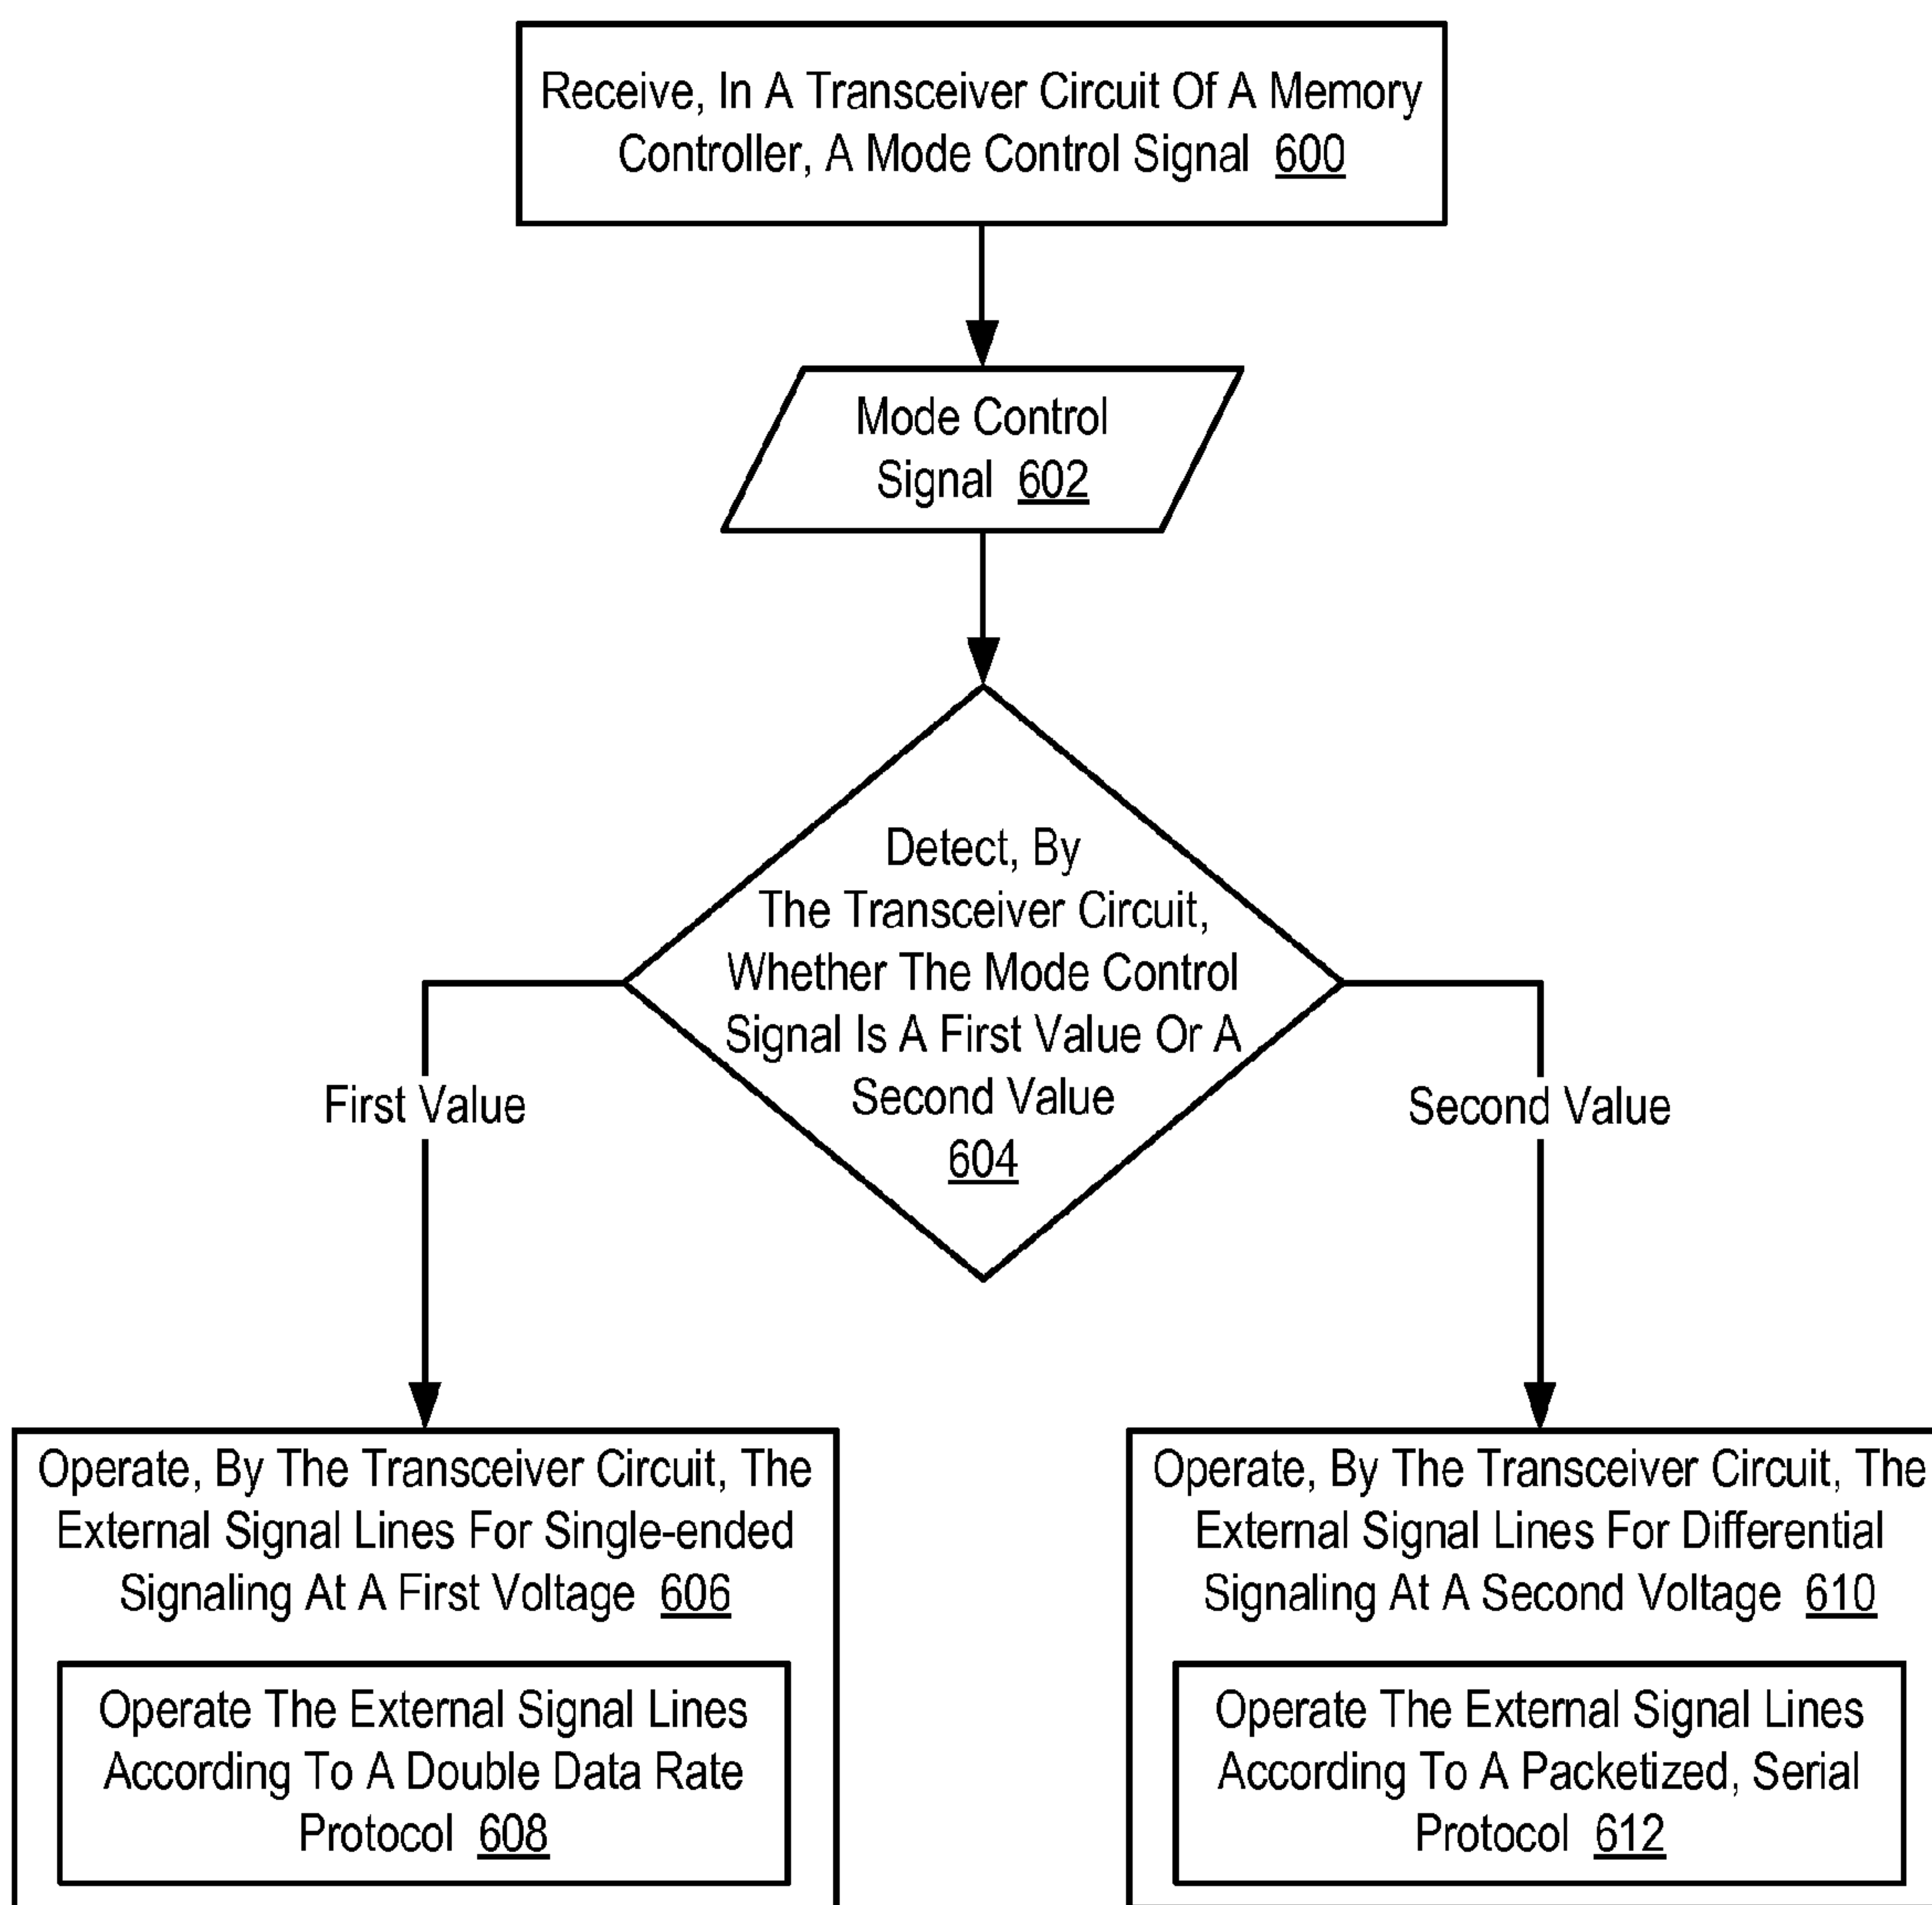 Receive, In A Transceiver Circuit Of A Memory
Controller, A Mode Control Signal 600
Mode Control
Signal 602
Detect, By
The Transceiver Circuit,
Whether The Mode Control
Signal Is A First Value Or A
Second Value
604
First Value
Second Value
Operate, By The Transceiver Circuit, The
External Signal Lines For Single-ended
Signaling At A First Voltage 606
Operate The External Signal Lines
According To A Double Data Rate
Protocol 608
Operate, By The Transceiver Circuit, The
External Signal Lines For Differential
Signaling At A Second Voltage 610
Operate The External Signal Lines
According To A Packetized, Serial
Protocol 612